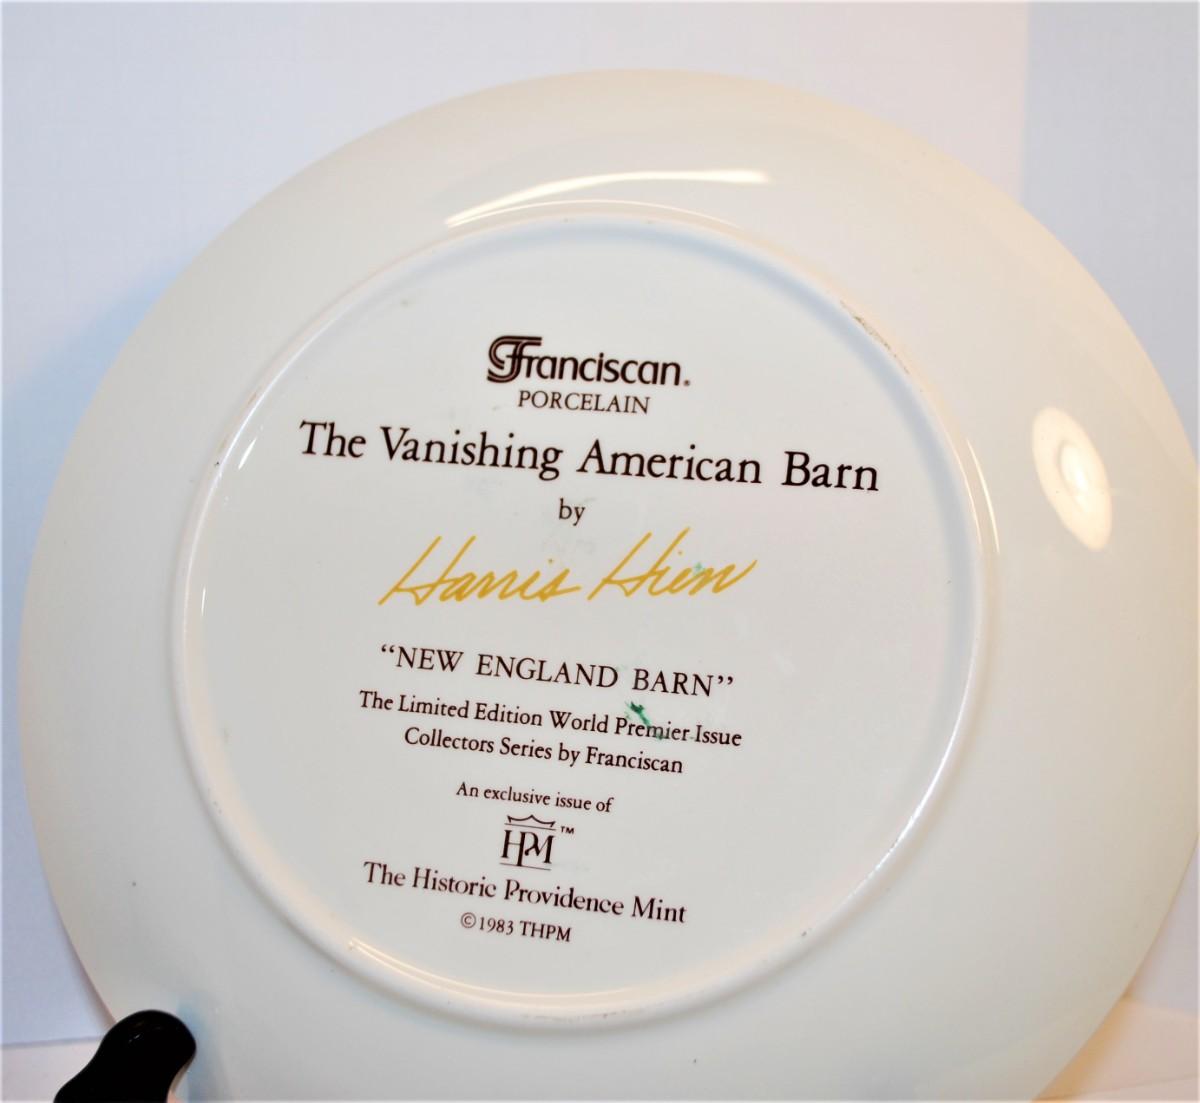 Franciscan®
PORCELAIN
The Vanishing American Barn
by
Harris Hien
“NEW ENGLAND BARN”
The Limited Edition World Premier Issue
Collectors Series by Franciscan
An exclusive issue of
HPM™
The Historic Providence Mint
©1983 THPM